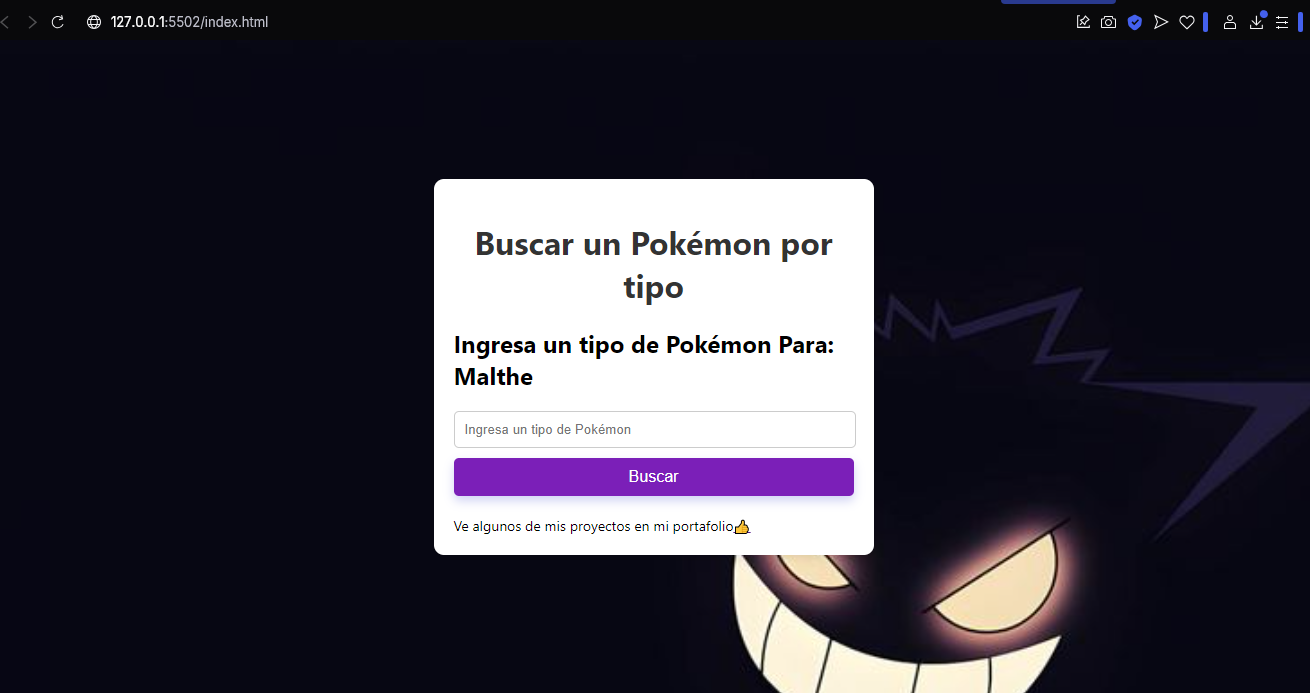 127.0.0.1:5502/index.html
Buscar un Pokémon por
tipo
Ingresa un tipo de Pokémon Para:
Malthe
Ingresa un tipo de Pokémon
Buscar
Ve algunos de mis proyectos en mi portafolio👍